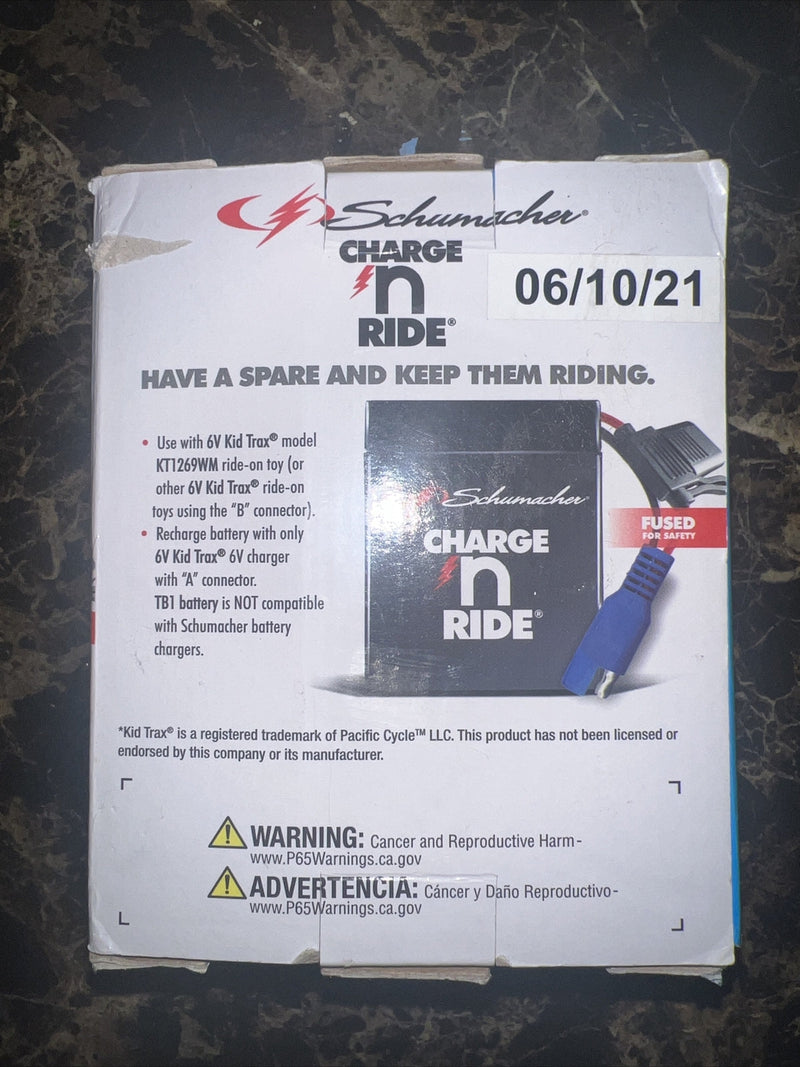 Schumacher®
CHARGE
'n
RIDE®
06/10/21
HAVE A SPARE AND KEEP THEM RIDING.
• Use with 6V Kid Trax® model
KT1269WM ride-on toy (or
other 6V Kid Trax® ride-on
toys using the “B” connector).
• Recharge battery with only
6V Kid Trax® 6V charger
with “A” connector.
TB1 battery is NOT compatible
with Schumacher battery
chargers.
Schumacher®
CHARGE
'n
RIDE®
FUSED
FOR SAFETY
*Kid Trax® is a registered trademark of Pacific Cycle™ LLC. This product has not been licensed or
endorsed by this company or its manufacturer.
WARNING: Cancer and Reproductive Harm-
www.P65Warnings.ca.gov
ADVERTENCIA: Cáncer y Daño Reproductivo-
www.P65Warnings.ca.gov